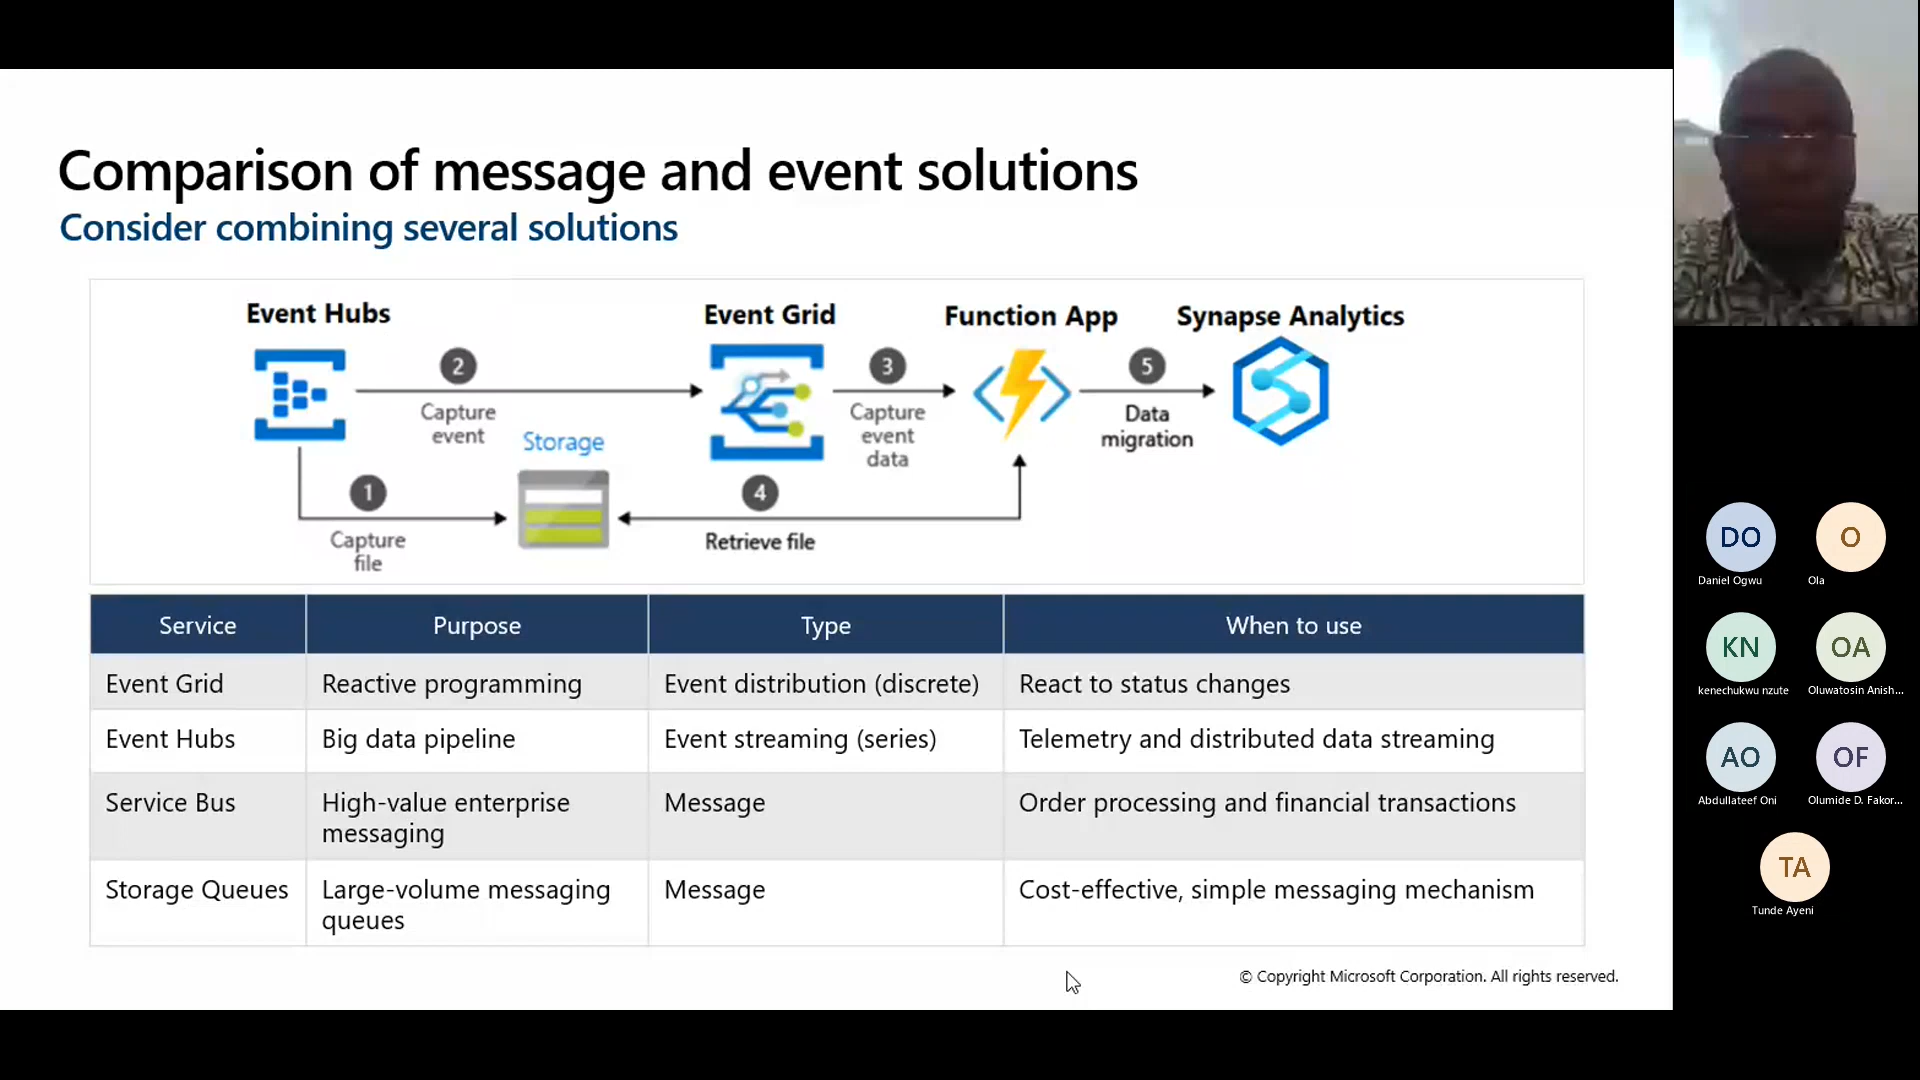 Comparison of message and event solutions
Consider combining several solutions
Event Hubs
Event Grid
Function App
Synapse Analytics
2
3
5
Capture
event
Capture
event
data
Data
migration
Storage
1
4
Capture
file
Retrieve file
Service Purpose Type When to use
Event Grid Reactive programming Event distribution (discrete) React to status changes
Event Hubs Big data pipeline Event streaming (series) Telemetry and distributed data streaming
Service Bus High-value enterprise Message Order processing and financial transactions
messaging
Storage Queues Large-volume messaging Message Cost-effective, simple messaging mechanism
queues
© Copyright Microsoft Corporation. All rights reserved.
DO
Daniel Ogwu
O
Ola
KN
kenechukwu nzute
OA
Oluwatosin Anish...
AO
Abdullateef Oni
OF
Olumide D. Fakor...
TA
Tunde Ayeni